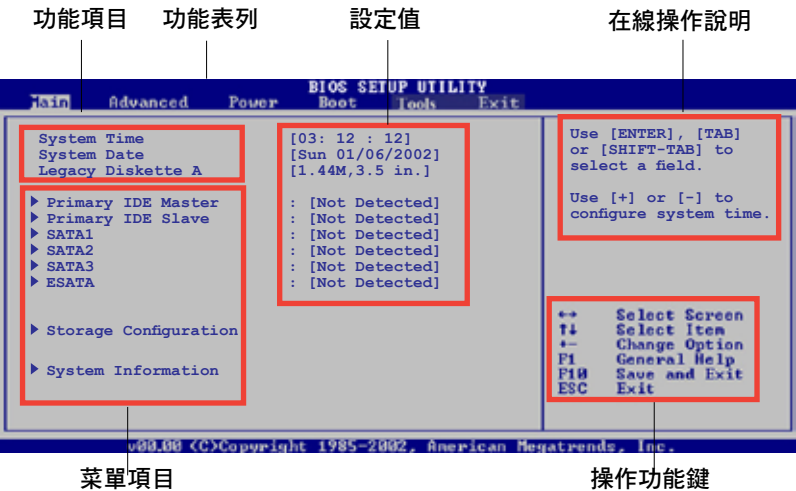 功能項目 功能表列 設定值 在線操作說明
BIOS SETUP UTILITY
Main Advanced Power Boot Tools Exit
System Time [03: 12 : 12]
System Date [Sun 01/06/2002]
Legacy Diskette A [1.44M,3.5 in.]
Primary IDE Master : [Not Detected]
Primary IDE Slave : [Not Detected]
SATA1 : [Not Detected]
SATA2 : [Not Detected]
SATA3 : [Not Detected]
ESATA : [Not Detected]
Storage Configuration
System Information
Use [ENTER], [TAB]
or [SHIFT-TAB] to
select a field.
Use [+] or [-] to
configure system time.
↔ Select Screen
↑↓ Select Item
+- Change Option
F1 General Help
F10 Save and Exit
ESC Exit
v00.00 (C)Copyright 1985-2002, American Megatrends, Inc.
菜單項目 操作功能鍵